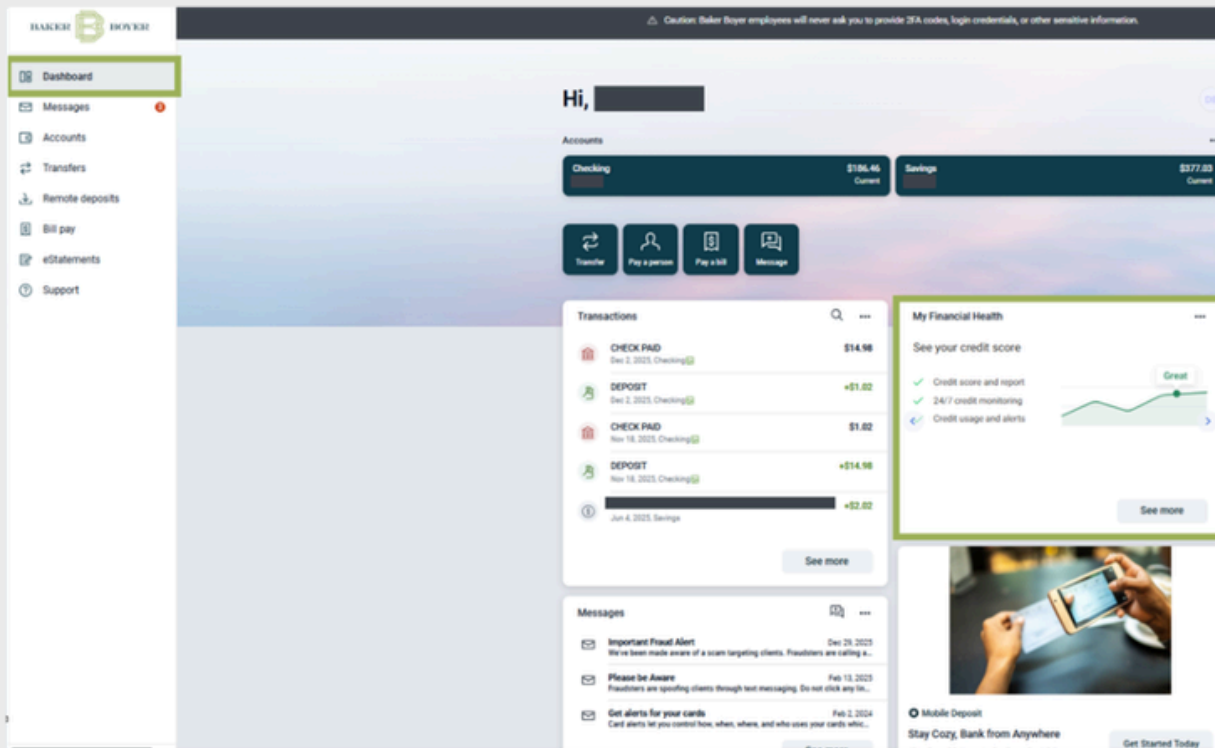 BAKER B BOYER
Caution: Baker Boyer employees will never ask you to provide 2FA codes, login credentials, or other sensitive information.
Dashboard
Messages
Accounts
Transfers
Remote deposits
Bill pay
eStatements
Support
Hi,
Accounts
Checking $186.46
Current
Savings $377.03
Current
Transfer
Pay a person
Pay a bill
Message
Transactions
CHECK PAID $14.98
Dec 2, 2025, Checking
DEPOSIT +$1.02
Dec 2, 2025, Checking
CHECK PAID $1.02
Nov 18, 2025, Checking
DEPOSIT +$14.98
Nov 18, 2025, Checking
+$2.02
Jun 4, 2025, Savings
See more
My Financial Health
See your credit score
Credit score and report
24/7 credit monitoring
Credit usage and alerts
Great
See more
Messages
Important Fraud Alert Dec 29, 2025
We've been made aware of a scam targeting clients. Fraudsters are calling a...
Please be Aware Feb 13, 2025
Fraudsters are spoofing clients through text messaging. Do not click any lin...
Get alerts for your cards Feb 2, 2024
Card alerts let you control how, when, where, and who uses your cards whic...
Mobile Deposit
Stay Cozy, Bank from Anywhere
Get Started Today